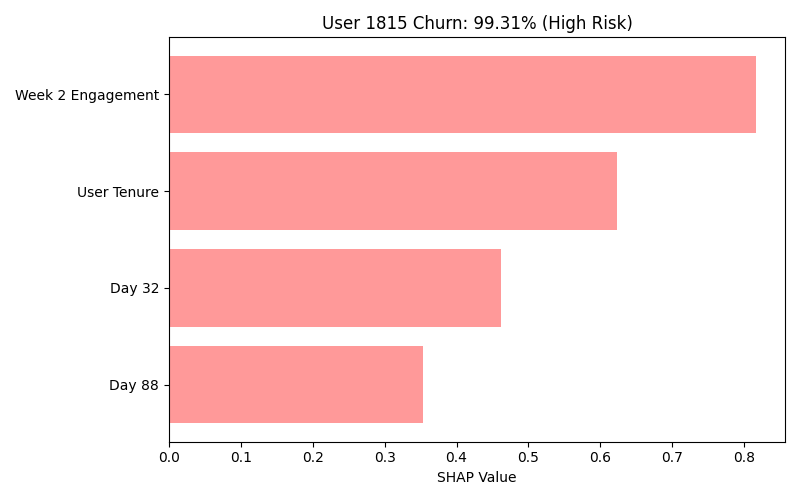 User 1815 Churn: 99.31% (High Risk)
Week 2 Engagement
User Tenure
Day 32
Day 88
0.0 0.1 0.2 0.3 0.4 0.5 0.6 0.7 0.8
SHAP Value